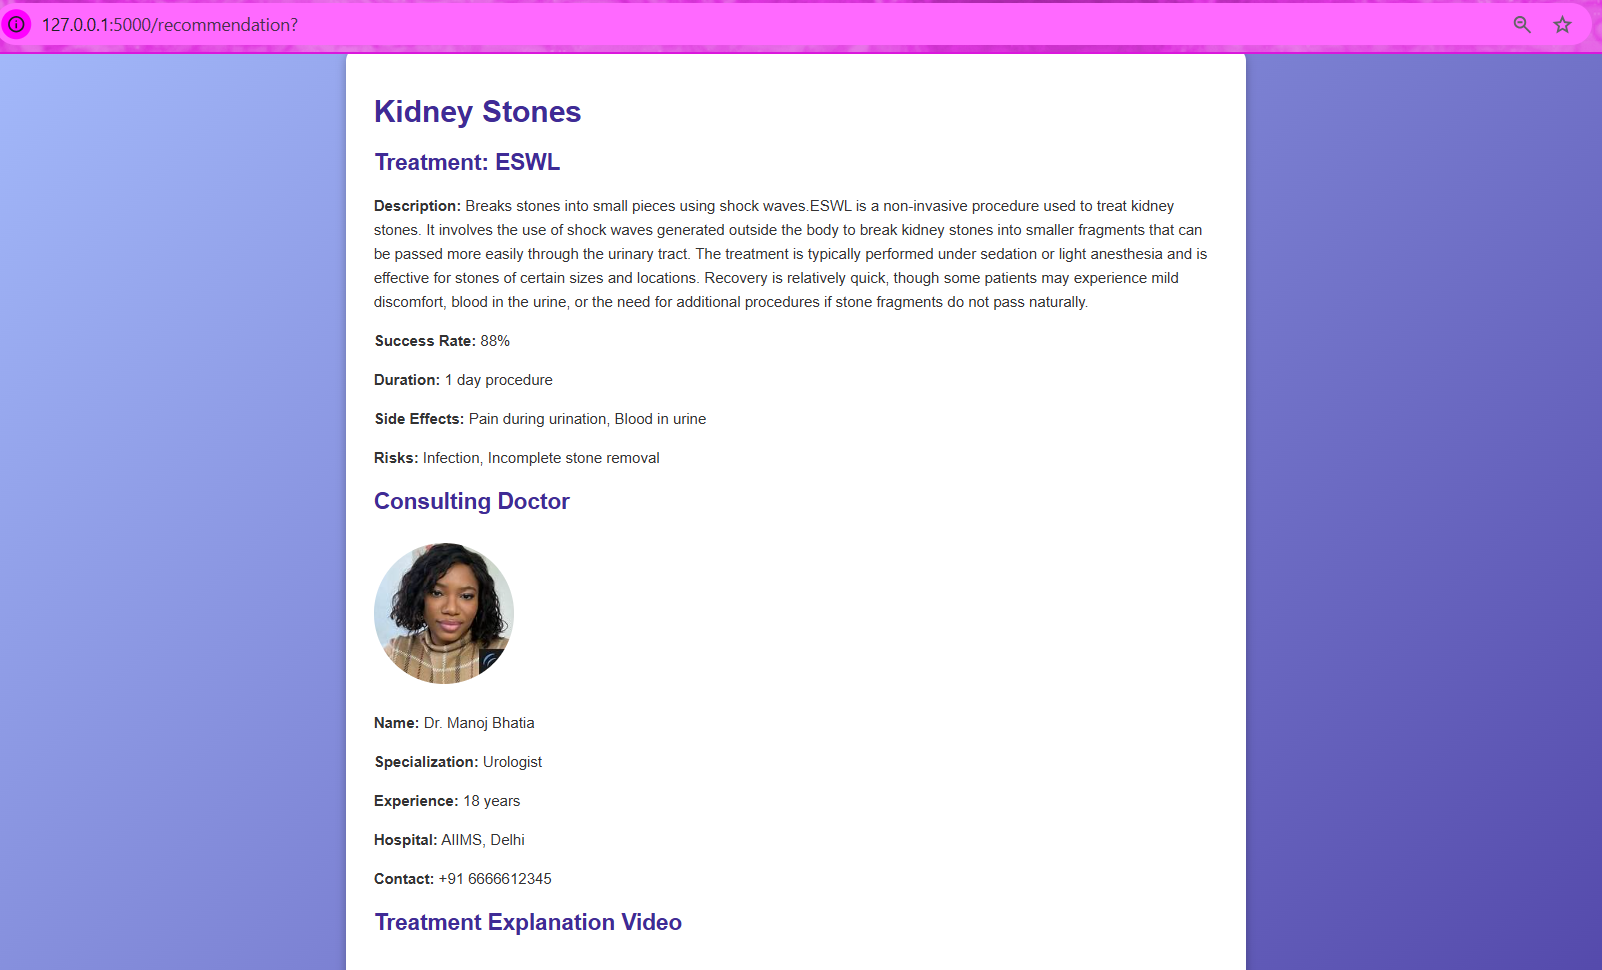 127.0.0.1:5000/recommendation?
Kidney Stones
Treatment: ESWL
Description: Breaks stones into small pieces using shock waves.ESWL is a non-invasive procedure used to treat kidney
stones. It involves the use of shock waves generated outside the body to break kidney stones into smaller fragments that can
be passed more easily through the urinary tract. The treatment is typically performed under sedation or light anesthesia and is
effective for stones of certain sizes and locations. Recovery is relatively quick, though some patients may experience mild
discomfort, blood in the urine, or the need for additional procedures if stone fragments do not pass naturally.
Success Rate: 88%
Duration: 1 day procedure
Side Effects: Pain during urination, Blood in urine
Risks: Infection, Incomplete stone removal
Consulting Doctor
Name: Dr. Manoj Bhatia
Specialization: Urologist
Experience: 18 years
Hospital: AIIMS, Delhi
Contact: +91 6666612345
Treatment Explanation Video